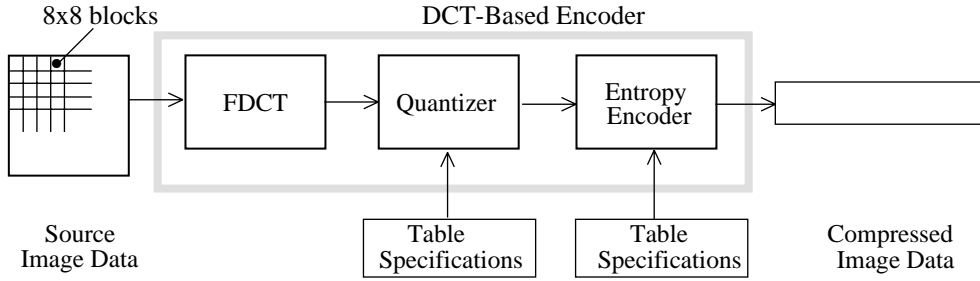 8x8 blocks
DCT-Based Encoder
FDCT
Quantizer
Entropy
Encoder
Source
Image Data
Table
Specifications
Table
Specifications
Compressed
Image Data